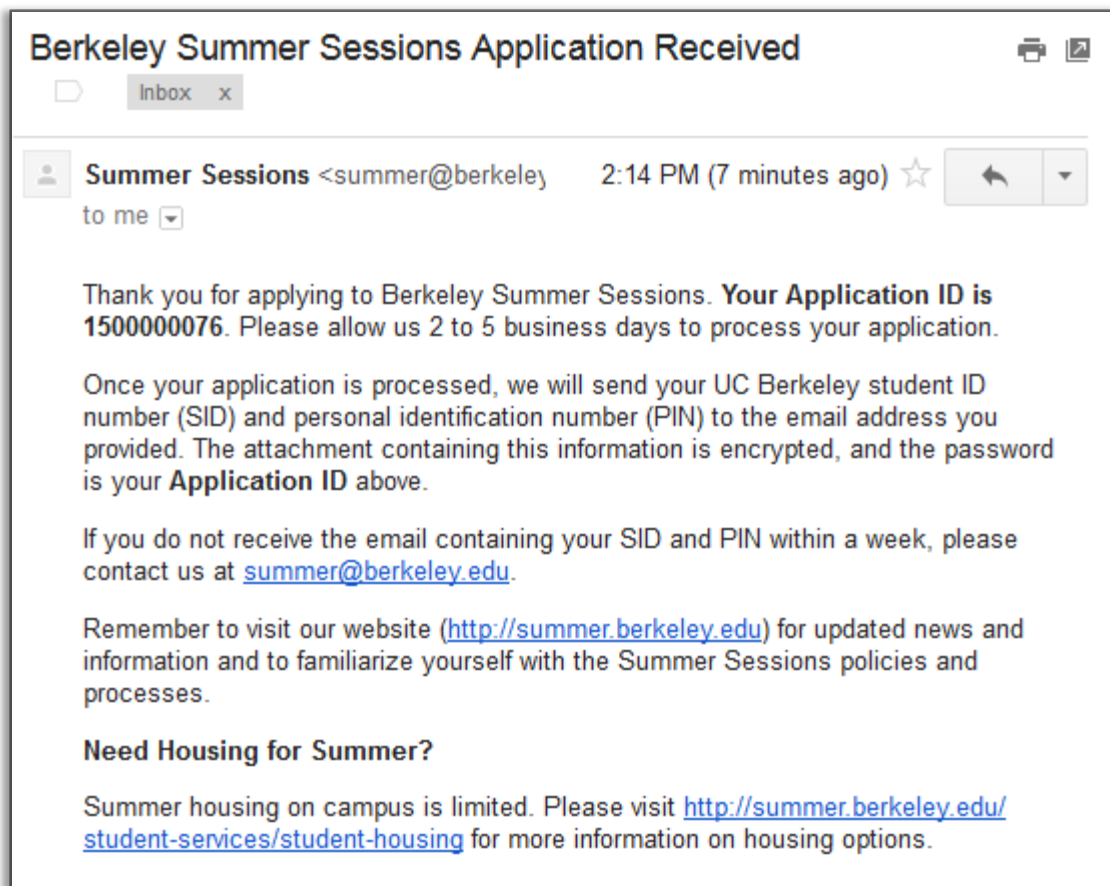 Berkeley Summer Sessions Application Received
Inbox x
Summer Sessions <summer@berkeley 2:14 PM (7 minutes ago)
to me
Thank you for applying to Berkeley Summer Sessions. Your Application ID is
1500000076. Please allow us 2 to 5 business days to process your application.
Once your application is processed, we will send your UC Berkeley student ID
number (SID) and personal identification number (PIN) to the email address you
provided. The attachment containing this information is encrypted, and the password
is your Application ID above.
If you do not receive the email containing your SID and PIN within a week, please
contact us at summer@berkeley.edu.
Remember to visit our website (http://summer.berkeley.edu) for updated news and
information and to familiarize yourself with the Summer Sessions policies and
processes.
Need Housing for Summer?
Summer housing on campus is limited. Please visit http://summer.berkeley.edu/
student-services/student-housing for more information on housing options.